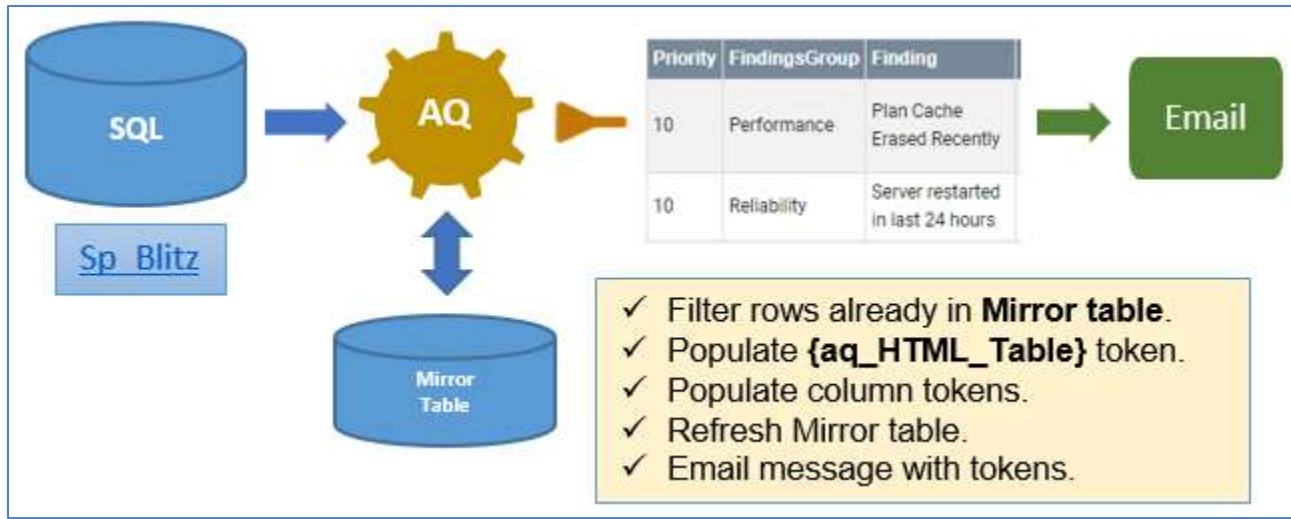 SQL
Sp_Blitz
AQ
Mirror
Table
Priority FindingsGroup Finding
10 Performance Plan Cache
Erased Recently
10 Reliability Server restarted
in last 24 hours
Email
✓ Filter rows already in Mirror table.
✓ Populate {aq_HTML_Table} token.
✓ Populate column tokens.
✓ Refresh Mirror table.
✓ Email message with tokens.